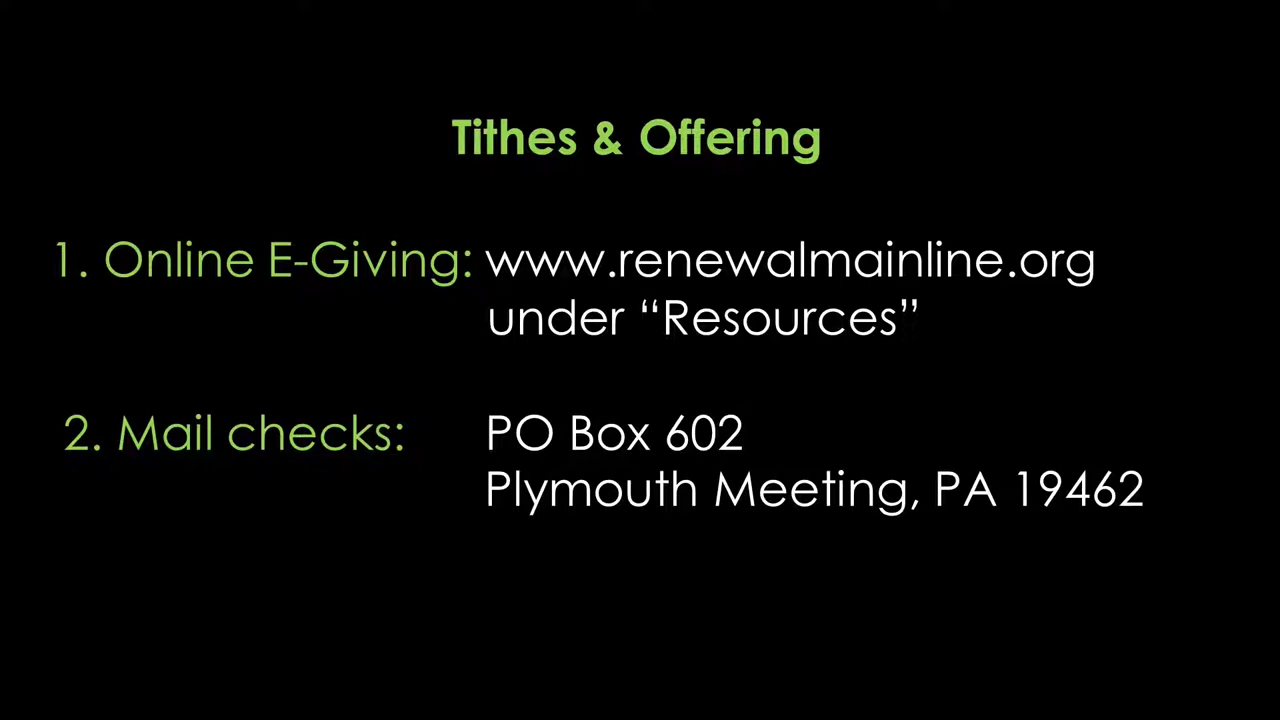 Tithes & Offering
1. Online E-Giving: www.renewalmainline.org
under “Resources”
2. Mail checks: PO Box 602
Plymouth Meeting, PA 19462